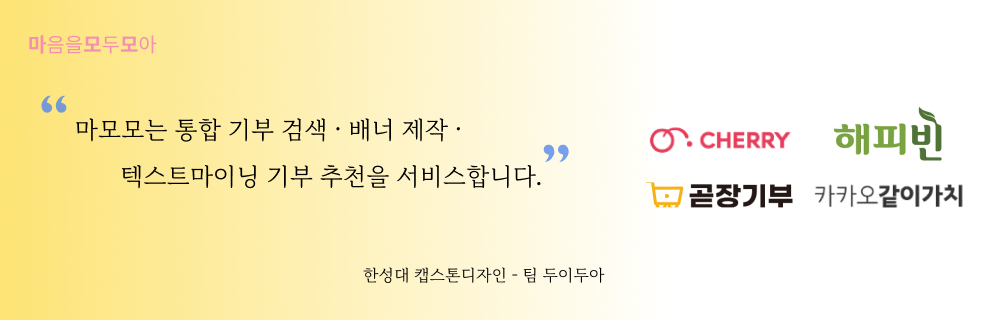 마음을모두모아
“ 마모모는 통합 기부 검색 · 배너 제작 ·
텍스트마이닝 기부 추천을 서비스합니다. ”
CHERRY
해피빈
곧장기부
카카오같이가치
한성대 캡스톤디자인 - 팀 두이두아